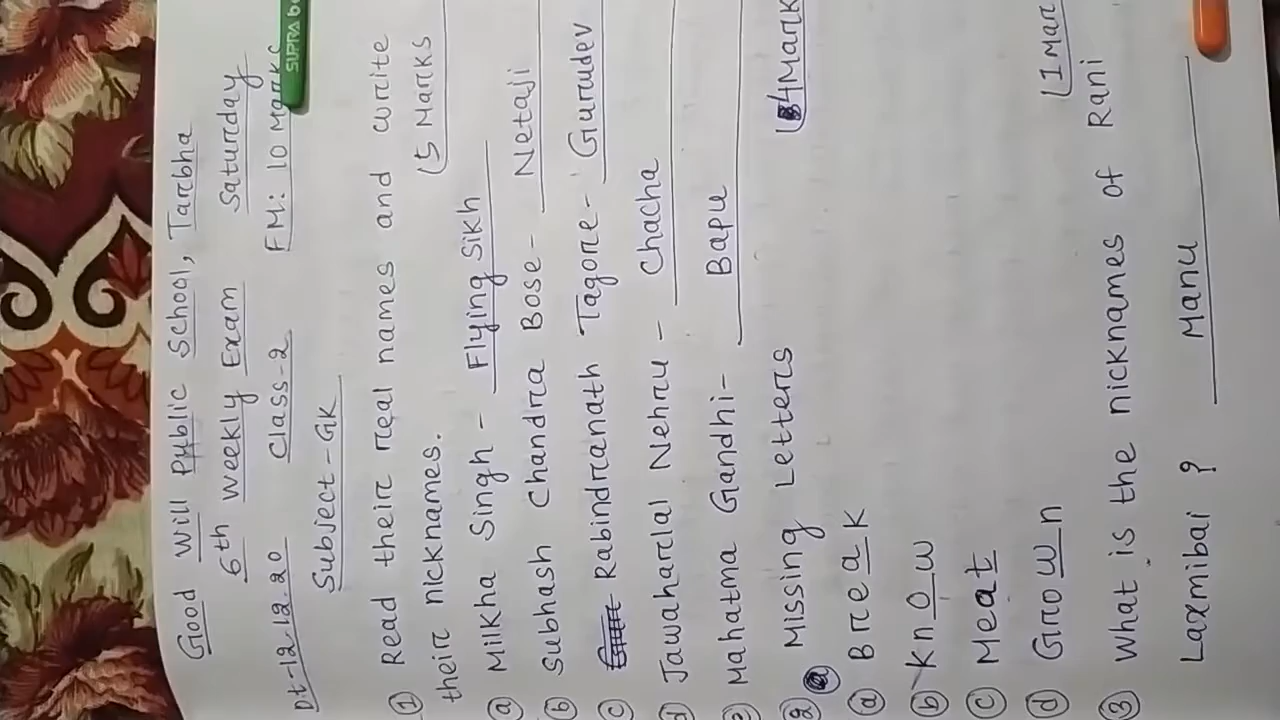 Good Will Public School, Tarbha
6th Weekly Exam Saturday
Dt-12.12.20 Class-2 FM: 10 Marks
Subject-GK
① Read their real names and write
their nicknames. (5 Marks
ⓐ Milkha Singh - Flying Sikh
ⓑ Subhash Chandra Bose - Netaji
ⓒ Rabindranath Tagore - Gurudev
d) Jawaharlal Nehru - Chacha
e) Mahatma Gandhi - Bapu
② Missing Letters (4 Mark
ⓐ Break
ⓑ Know
ⓒ Meat
ⓓ Grown
(1 Mar
③ What is the nicknames of Rani
Laxmibai ? Manu
SUPRA